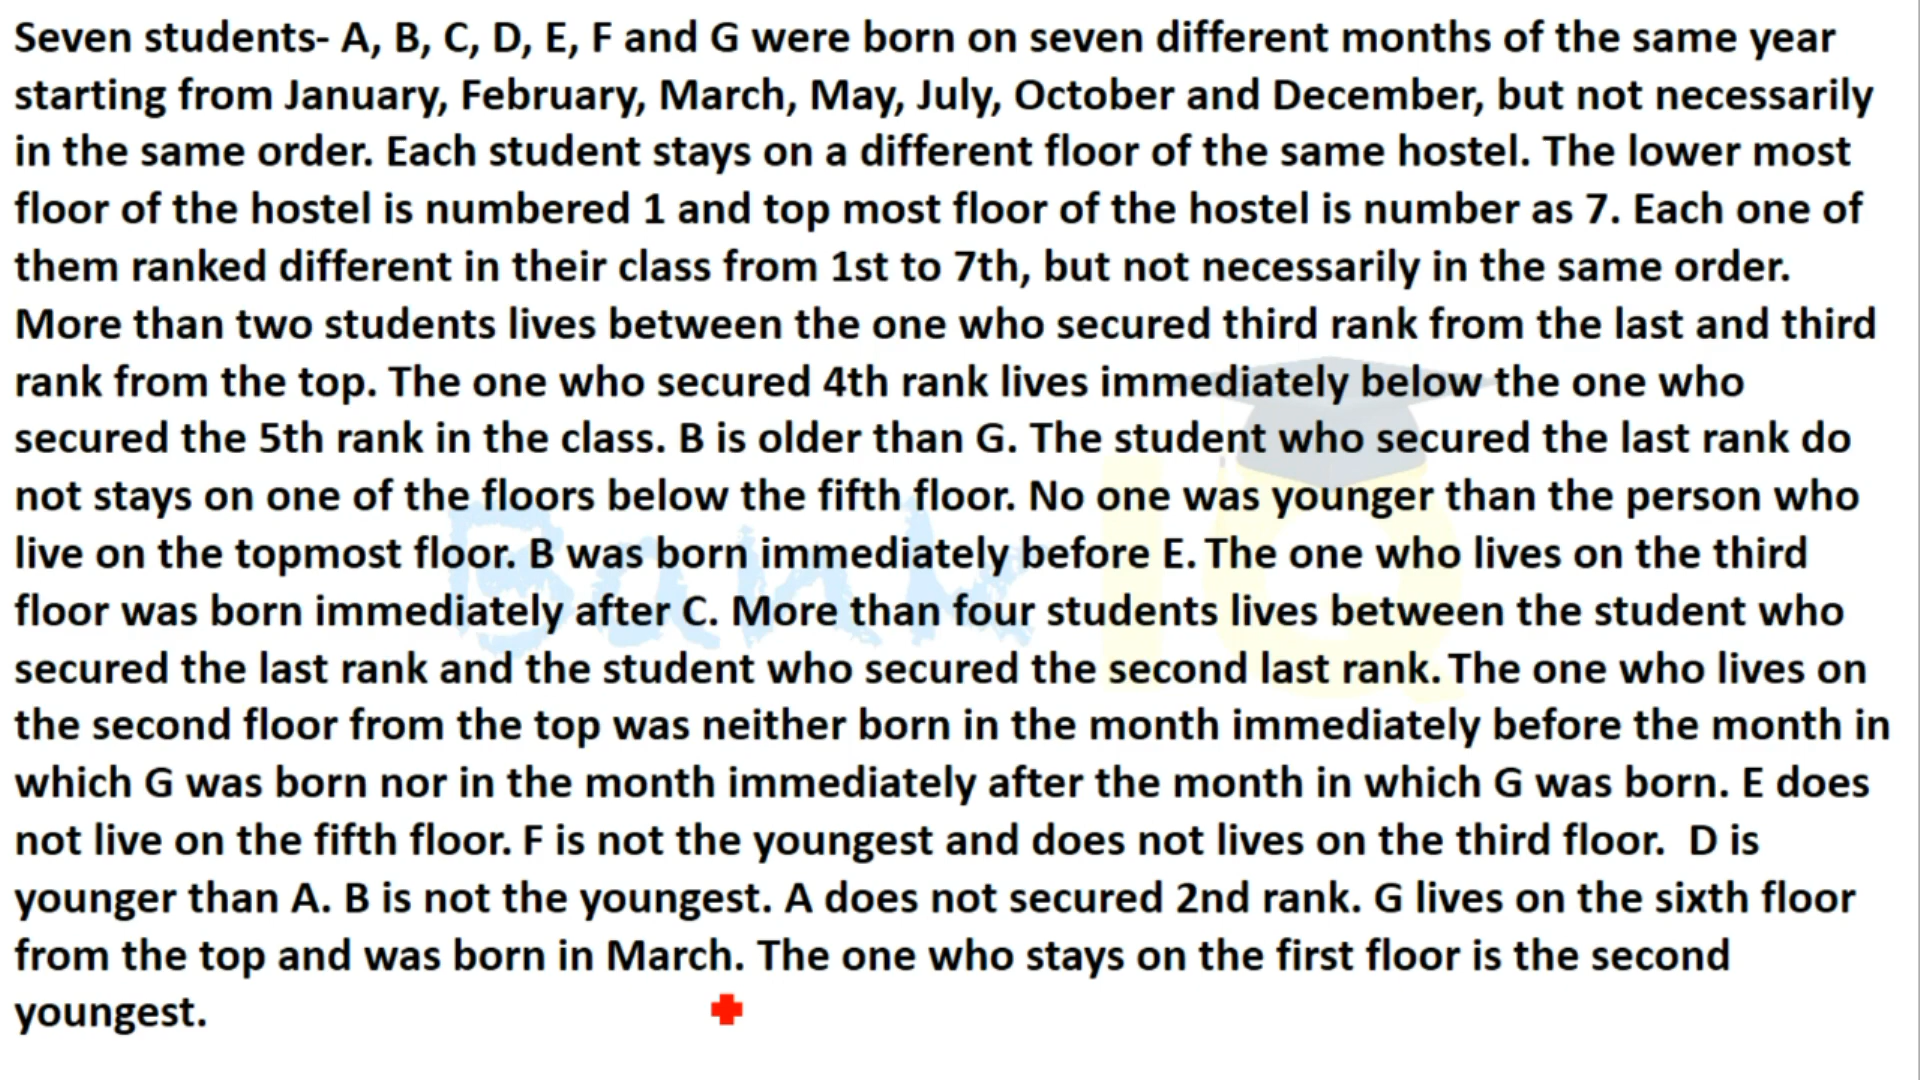 Seven students- A, B, C, D, E, F and G were born on seven different months of the same year
starting from January, February, March, May, July, October and December, but not necessarily
in the same order. Each student stays on a different floor of the same hostel. The lower most
floor of the hostel is numbered 1 and top most floor of the hostel is number as 7. Each one of
them ranked different in their class from 1st to 7th, but not necessarily in the same order.
More than two students lives between the one who secured third rank from the last and third
rank from the top. The one who secured 4th rank lives immediately below the one who
secured the 5th rank in the class. B is older than G. The student who secured the last rank do
not stays on one of the floors below the fifth floor. No one was younger than the person who
live on the topmost floor. B was born immediately before E. The one who lives on the third
floor was born immediately after C. More than four students lives between the student who
secured the last rank and the student who secured the second last rank. The one who lives on
the second floor from the top was neither born in the month immediately before the month in
which G was born nor in the month immediately after the month in which G was born. E does
not live on the fifth floor. F is not the youngest and does not lives on the third floor.  D is
younger than A. B is not the youngest. A does not secured 2nd rank. G lives on the sixth floor
from the top and was born in March. The one who stays on the first floor is the second
youngest.
Bank IQ